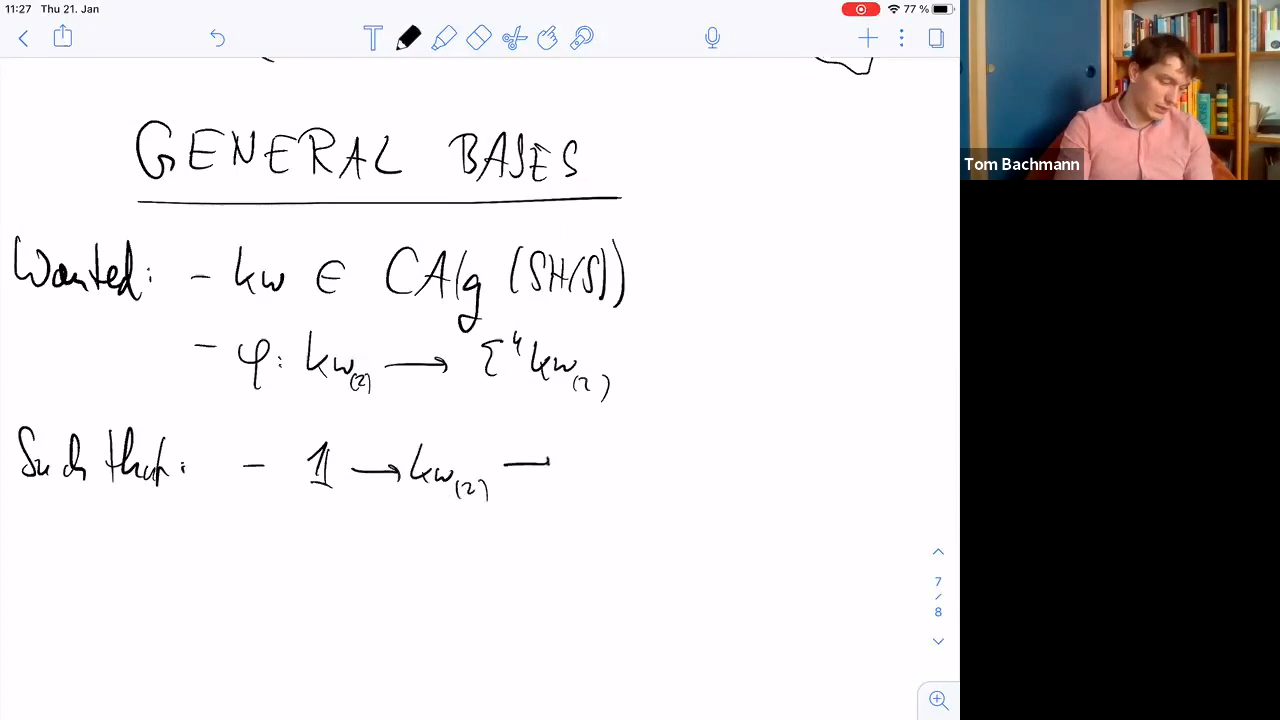 11:27 Thu 21. Jan
77 %
GENERAL BASES
Wanted: - kw ∈ CAlg (SH(S))
- φ: kw₍₂₎ → Σ⁴kw₍₂₎
Such that: - 𝟙 → kw₍₂₎ →
7
/
8
Tom Bachmann